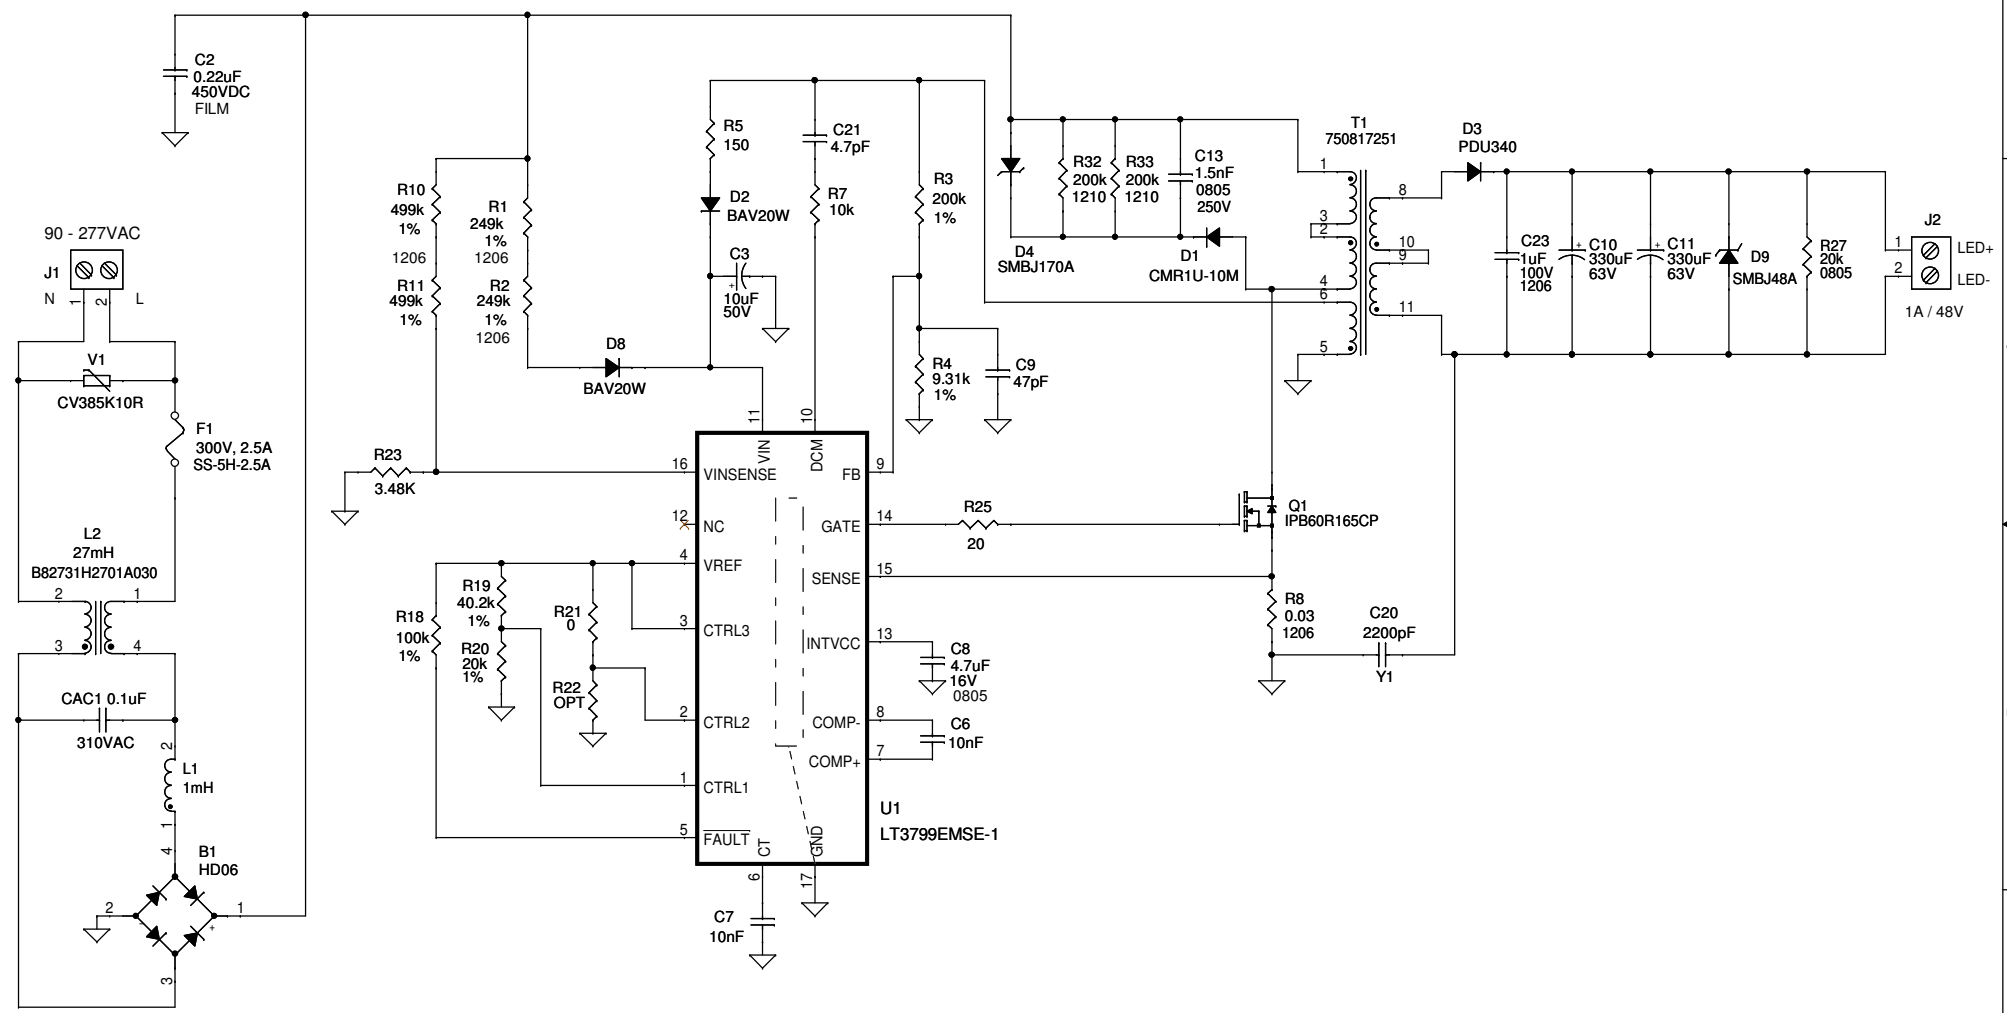 C2
0.22uF
450VDC
FILM
90 - 277VAC
J1
N
1
2
L
V1
CV385K10R
F1
300V, 2.5A
SS-5H-2.5A
L2
27mH
B82731H2701A030
2
1
3
4
CAC1 0.1uF
310VAC
2
L1
1mH
1
4
B1
HD06
2
1
+
3
R10
499k
1%
1206
R11
499k
1%
R1
249k
1%
1206
R2
249k
1%
1206
R23
3.48K
D8
BAV20W
R5
150
D2
BAV20W
C3
+
10uF
50V
C21
4.7pF
R7
10k
R3
200k
1%
R4
9.31k
1%
C9
47pF
11
10
16
VINSENSE
VIN
DCM
FB
9
12
NC
GATE
14
4
VREF
SENSE
15
3
CTRL3
INTVCC
13
2
CTRL2
COMP-
8
COMP+
7
1
CTRL1
5
FAULT
CT
GND
6
17
U1
LT3799EMSE-1
R18
100k
1%
R19
40.2k
1%
R20
20k
1%
R21
0
R22
OPT
C7
10nF
C8
4.7uF
16V
0805
C6
10nF
R25
20
D4
SMBJ170A
R32
200k
1210
R33
200k
1210
C13
1.5nF
0805
250V
D1
CMR1U-10M
T1
750817251
1
3
2
4
6
5
8
10
9
11
Q1
IPB60R165CP
R8
0.03
1206
C20
2200pF
Y1
D3
PDU340
C23
1uF
100V
1206
+
C10
330uF
63V
+
C11
330uF
63V
D9
SMBJ48A
R27
20k
0805
J2
1
LED+
2
LED-
1A / 48V